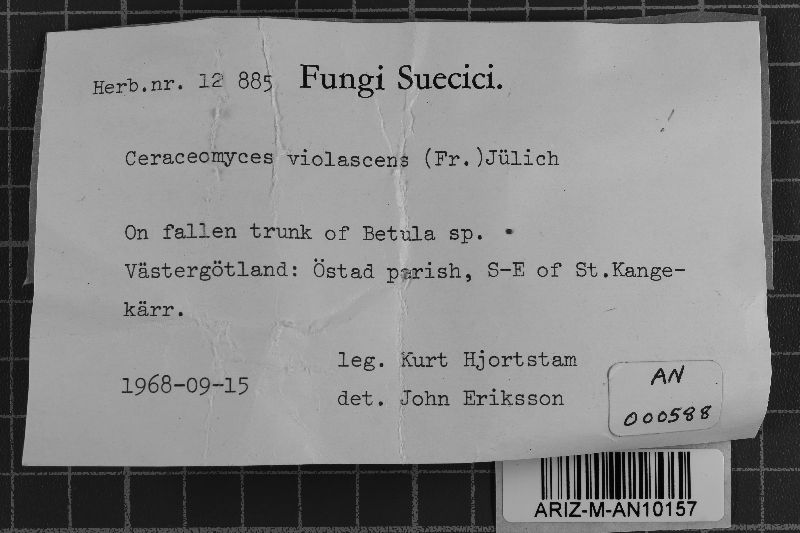 Herb.nr. 12 885 Fungi Suecici.
Ceraceomyces violascens (Fr.)Jülich
On fallen trunk of Betula sp.
Västergötland: Östad parish, S-E of St.Kange-
kärr.
1968-09-15
leg. Kurt Hjortstam
det. John Eriksson
AN
000588
ARIZ-M-AN10157